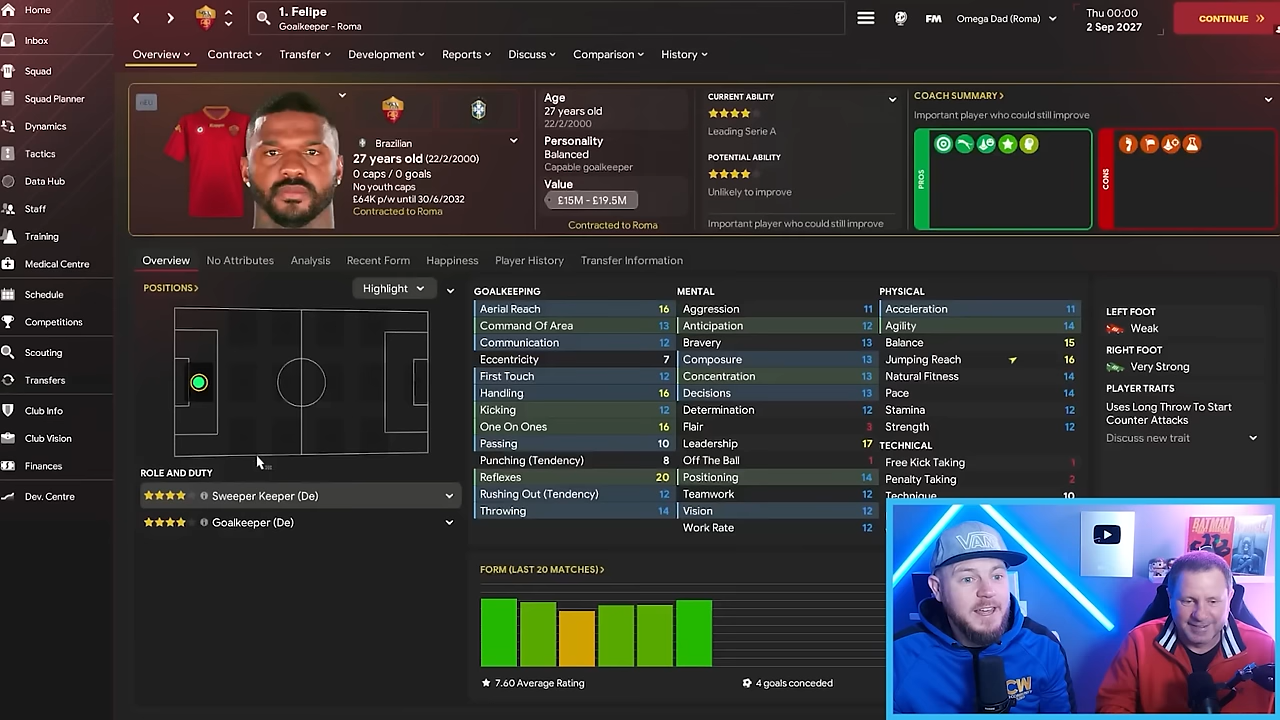 Home
Inbox
Squad
Squad Planner
Dynamics
Tactics
Data Hub
Staff
Training
Medical Centre
Schedule
Competitions
Scouting
Transfers
Club Info
Club Vision
Finances
Dev. Centre
1. Felipe
Goalkeeper - Roma
FM
Omega Dad (Roma)
Thu 00:00
2 Sep 2027
CONTINUE
Overview
Contract
Transfer
Development
Reports
Discuss
Comparison
History
Brazilian
27 years old (22/2/2000)
0 caps / 0 goals
No youth caps
£64K p/w until 30/6/2032
Contracted to Roma
Age
27 years old
22/2/2000
Personality
Balanced
Capable goalkeeper
Value
£15M - £19.5M
Contracted to Roma
CURRENT ABILITY
Leading Serie A
POTENTIAL ABILITY
Unlikely to improve
Important player who could still improve
COACH SUMMARY
Important player who could still improve
PROS
CONS
Overview
No Attributes
Analysis
Recent Form
Happiness
Player History
Transfer Information
POSITIONS
Highlight
ROLE AND DUTY
Sweeper Keeper (De)
Goalkeeper (De)
GOALKEEPING
Aerial Reach 16
Command Of Area 13
Communication 12
Eccentricity 7
First Touch 12
Handling 16
Kicking 12
One On Ones 16
Passing 10
Punching (Tendency) 8
Reflexes 20
Rushing Out (Tendency) 12
Throwing 14
MENTAL
Aggression 11
Anticipation 12
Bravery 13
Composure 13
Concentration 13
Decisions 13
Determination 12
Flair 3
Leadership 17
Off The Ball 1
Positioning 14
Teamwork 12
Vision 12
Work Rate 12
PHYSICAL
Acceleration 11
Agility 14
Balance 15
Jumping Reach 16
Natural Fitness 14
Pace 14
Stamina 12
Strength 12
TECHNICAL
Free Kick Taking 1
Penalty Taking 2
Technique 10
LEFT FOOT
Weak
RIGHT FOOT
Very Strong
PLAYER TRAITS
Uses Long Throw To Start
Counter Attacks
Discuss new trait
FORM (LAST 20 MATCHES)
7.60 Average Rating
4 goals conceded
VANS
BATMAN
CW